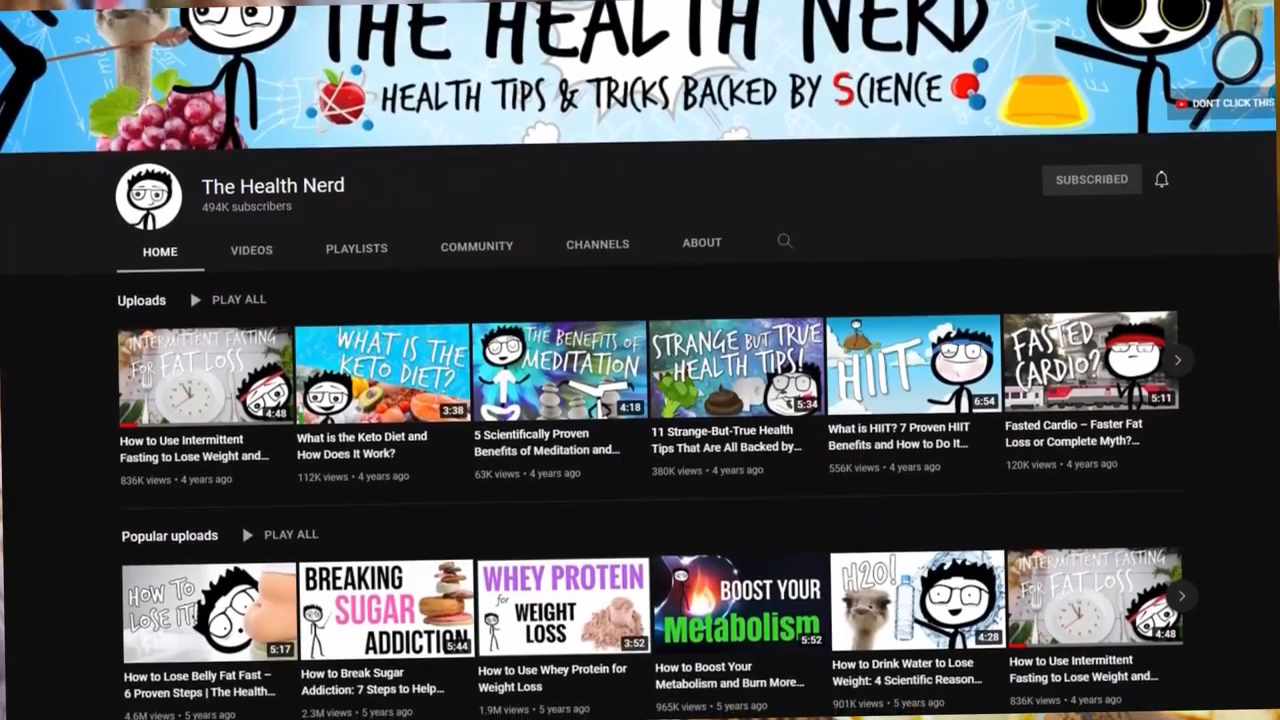 THE HEALTH NERD
HEALTH TIPS & TRICKS BACKED BY SCIENCE
DON'T CLICK THIS
The Health Nerd
494K subscribers
SUBSCRIBED
HOME VIDEOS PLAYLISTS COMMUNITY CHANNELS ABOUT
Uploads PLAY ALL
INTERMITTENT FASTING
FOR FAT LOSS
4:48
WHAT IS THE
KETO DIET?
3:38
THE BENEFITS OF
MEDITATION
4:18
STRANGE BUT TRUE
HEALTH TIPS!
5:34
HIIT
6:54
FASTED
CARDIO?
5:11
How to Use Intermittent
Fasting to Lose Weight and...
836K views • 4 years ago
What is the Keto Diet and
How Does It Work?
112K views • 4 years ago
5 Scientifically Proven
Benefits of Meditation and...
63K views • 4 years ago
11 Strange-But-True Health
Tips That Are All Backed by...
380K views • 4 years ago
What is HIIT? 7 Proven HIIT
Benefits and How to Do It...
556K views • 4 years ago
Fasted Cardio – Faster Fat
Loss or Complete Myth?...
120K views • 4 years ago
Popular uploads PLAY ALL
HOW TO
LOSE IT!
5:17
BREAKING
SUGAR
ADDICTION
5:44
WHEY PROTEIN
for
WEIGHT
LOSS
3:52
BOOST YOUR
Metabolism
5:52
H2O!
4:28
INTERMITTENT FASTING
FOR FAT LOSS
4:48
How to Lose Belly Fat Fast –
6 Proven Steps | The Health...
4.6M views • 5 years ago
How to Break Sugar
Addiction: 7 Steps to Help...
2.3M views • 5 years ago
How to Use Whey Protein for
Weight Loss
1.9M views • 5 years ago
How to Boost Your
Metabolism and Burn More...
965K views • 5 years ago
How to Drink Water to Lose
Weight: 4 Scientific Reason...
901K views • 5 years ago
How to Use Intermittent
Fasting to Lose Weight and...
836K views • 4 years ago